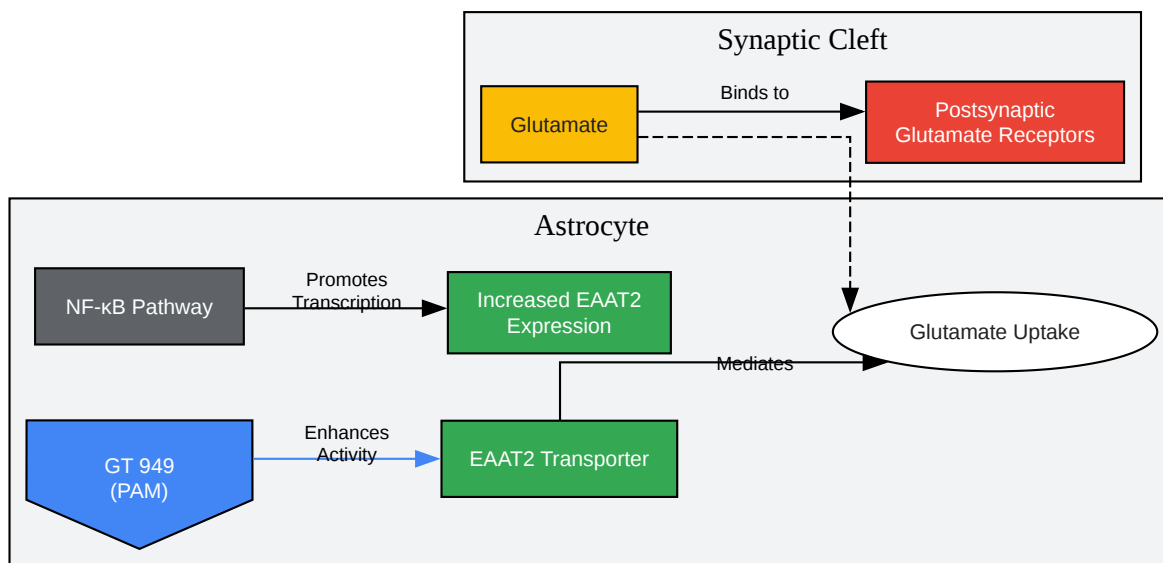 Synaptic Cleft
Glutamate
Binds to
Postsynaptic
Glutamate Receptors
Astrocyte
NF-κB Pathway
Promotes
Transcription
Increased EAAT2
Expression
Glutamate Uptake
Mediates
GT 949
(PAM)
Enhances
Activity
EAAT2 Transporter